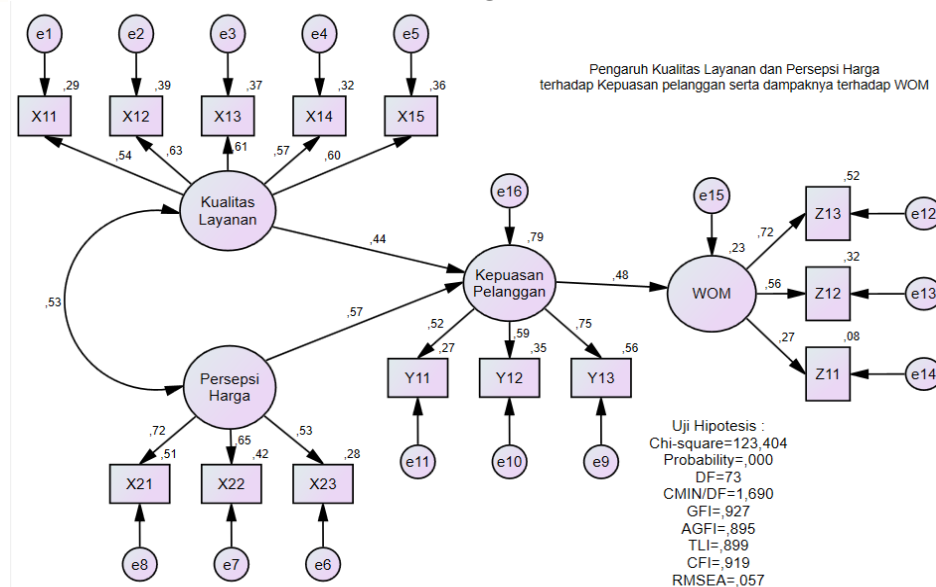 e1 e2 e3 e4 e5
Pengaruh Kualitas Layanan dan Persepsi Harga
terhadap Kepuasan pelanggan serta dampaknya terhadap WOM
,29 ,39 ,37 ,32 ,36
X11 X12 X13 X14 X15
,54 ,63 ,61 ,57 ,60
Kualitas
Layanan
e16
e15
,52
Z13
e12
,72
,44
,79
,23
,53
Kepuasan
Pelanggan
,48
WOM
,56
,32
Z12
e13
,57
,52 ,59 ,75
,27 ,35 ,56
Y11 Y12 Y13
,27
,08
Z11
e14
Persepsi
Harga
,72 ,65 ,53
,51 ,42 ,28
X21 X22 X23
e11 e10 e9
e8 e7 e6
Uji Hipotesis :
Chi-square=123,404
Probability=,000
DF=73
CMIN/DF=1,690
GFI=,927
AGFI=,895
TLI=,899
CFI=,919
RMSEA=,057